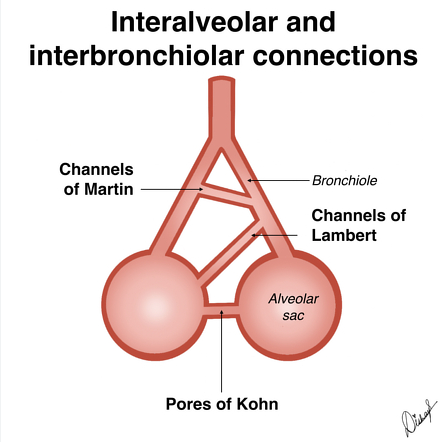 Interalveolar and
interbronchiolar connections
Channels
of Martin
Bronchiole
Channels of
Lambert
Alveolar
sac
Pores of Kohn